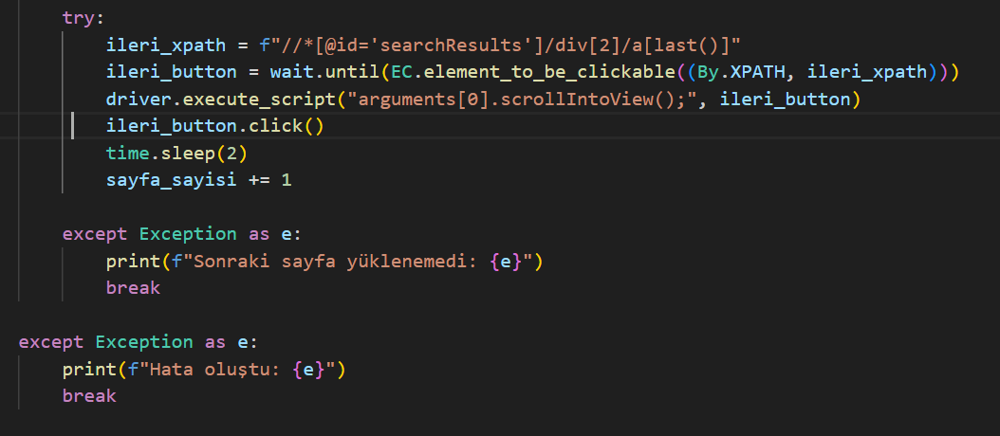 try:
ileri_xpath = f"//*[@id='searchResults']/div[2]/a[last()]"
ileri_button = wait.until(EC.element_to_be_clickable((By.XPATH, ileri_xpath)))
driver.execute_script("arguments[0].scrollIntoView();", ileri_button)
ileri_button.click()
time.sleep(2)
sayfa_sayisi += 1
except Exception as e:
print(f"Sonraki sayfa yüklenemedi: {e}")
break
except Exception as e:
print(f"Hata oluştu: {e}")
break